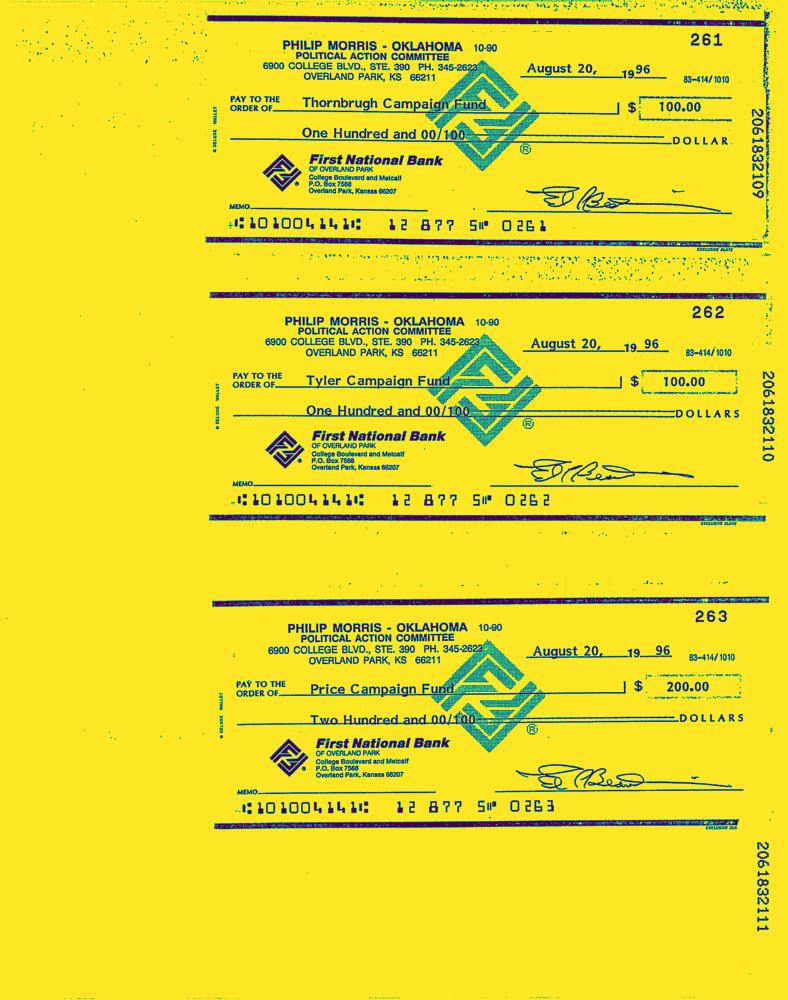 261
PHILIP MORRIS - OKLAHOMA 10-90
POLITICAL ACTION COMMITTEE
6900 COLLEGE BLVD., STE. 390 PH. 345-2623
OVERLAND PARK, KS 66211
August 20, 1996
83-414/1010
PAY TO THE
ORDER OF Thornbrugh Campaign Fund $ 100.00
One Hundred and 00/100 DOLLAR
® DELUXE WALLET
First National Bank
OF OVERLAND PARK
College Boulevard and Metcalf
P.O. Box 7568
Overland Park, Kansas 66207
MEMO
⑆101004141⑆ 12 877 5⑈ 0261
2061832109
262
PHILIP MORRIS - OKLAHOMA 10-90
POLITICAL ACTION COMMITTEE
6900 COLLEGE BLVD., STE. 390 PH. 345-2623
OVERLAND PARK, KS 66211
August 20, 19 96
83-414/1010
PAY TO THE
ORDER OF Tyler Campaign Fund $ 100.00
One Hundred and 00/100 DOLLARS
® DELUXE WALLET
First National Bank
OF OVERLAND PARK
College Boulevard and Metcalf
P.O. Box 7568
Overland Park, Kansas 66207
MEMO
⑆101004141⑆ 12 877 5⑈ 0262
2061832110
263
PHILIP MORRIS - OKLAHOMA 10-90
POLITICAL ACTION COMMITTEE
6900 COLLEGE BLVD., STE. 390 PH. 345-2623
OVERLAND PARK, KS 66211
August 20, 19 96
83-414/1010
PAY TO THE
ORDER OF Price Campaign Fund $ 200.00
Two Hundred and 00/100 DOLLARS
® DELUXE WALLET
First National Bank
OF OVERLAND PARK
College Boulevard and Metcalf
P.O. Box 7568
Overland Park, Kansas 66207
MEMO
⑆101004141⑆ 12 877 5⑈ 0263
2061832111